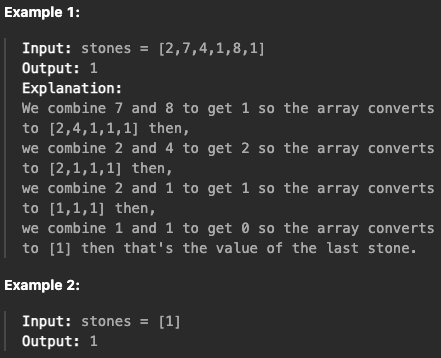 Example 1:
Input: stones = [2,7,4,1,8,1]
Output: 1
Explanation:
We combine 7 and 8 to get 1 so the array converts
to [2,4,1,1,1] then,
we combine 2 and 4 to get 2 so the array converts
to [2,1,1,1] then,
we combine 2 and 1 to get 1 so the array converts
to [1,1,1] then,
we combine 1 and 1 to get 0 so the array converts
to [1] then that's the value of the last stone.
Example 2:
Input: stones = [1]
Output: 1